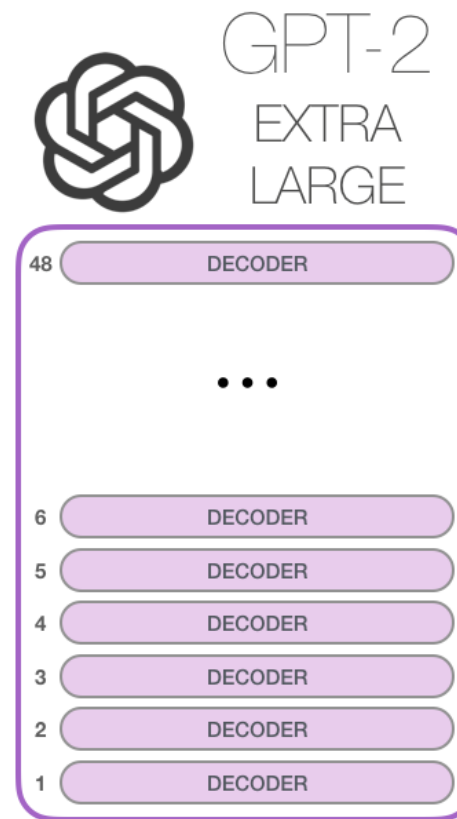 GPT-2
EXTRA
LARGE
48 DECODER
...
6 DECODER
5 DECODER
4 DECODER
3 DECODER
2 DECODER
1 DECODER